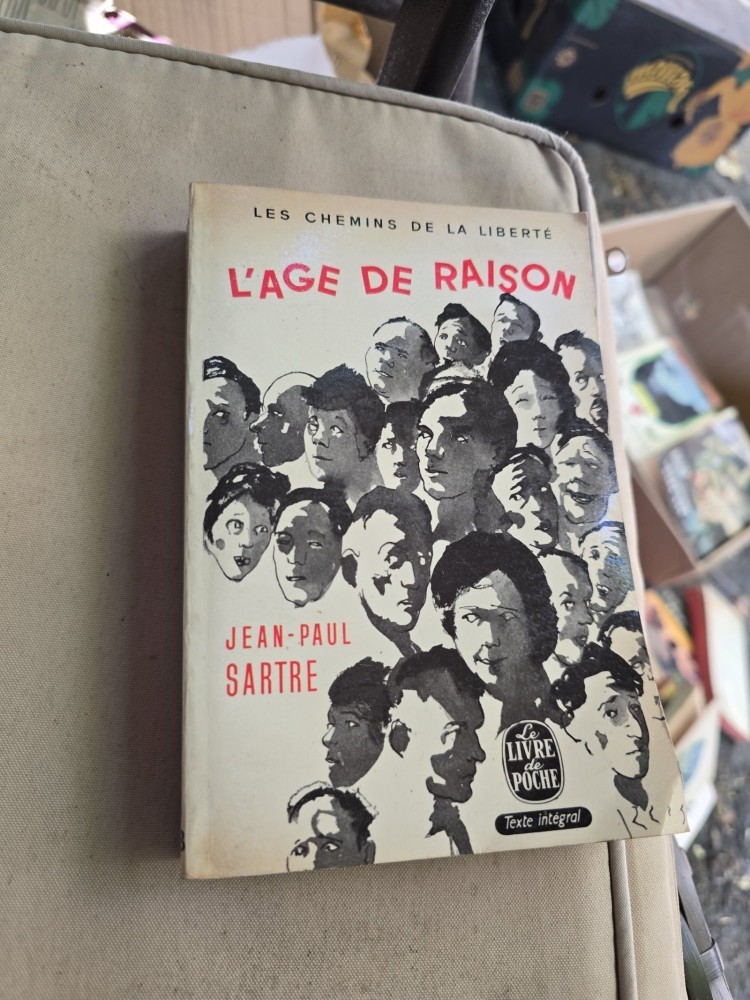 LES CHEMINS DE LA LIBERTÉ
L'AGE DE RAISON
JEAN-PAUL
SARTRE
Le
LIVRE
de
POCHE
Texte intégral